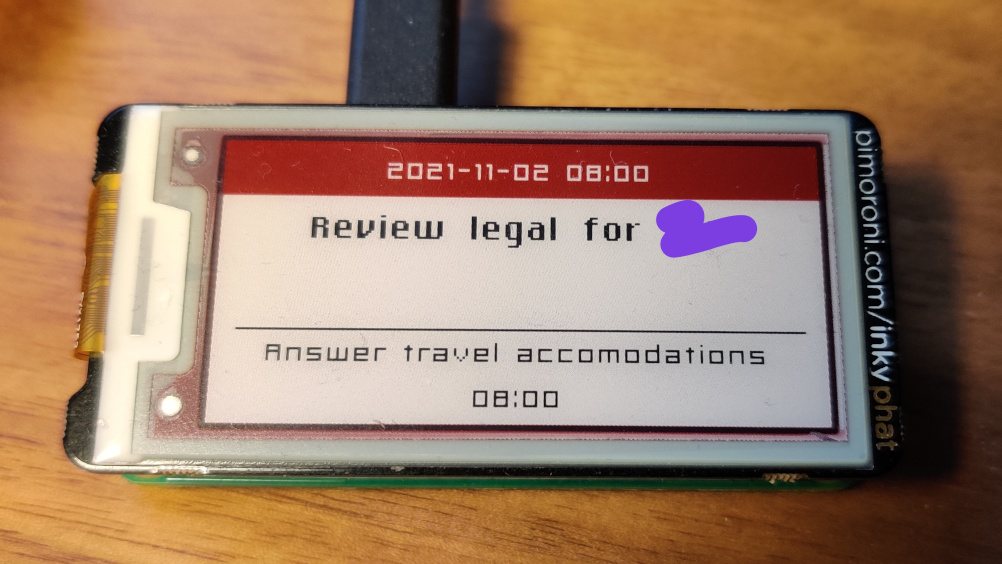 2021-11-02 08:00
Review legal for
Answer travel accomodations
08:00
pimoroni.com/inkyphat